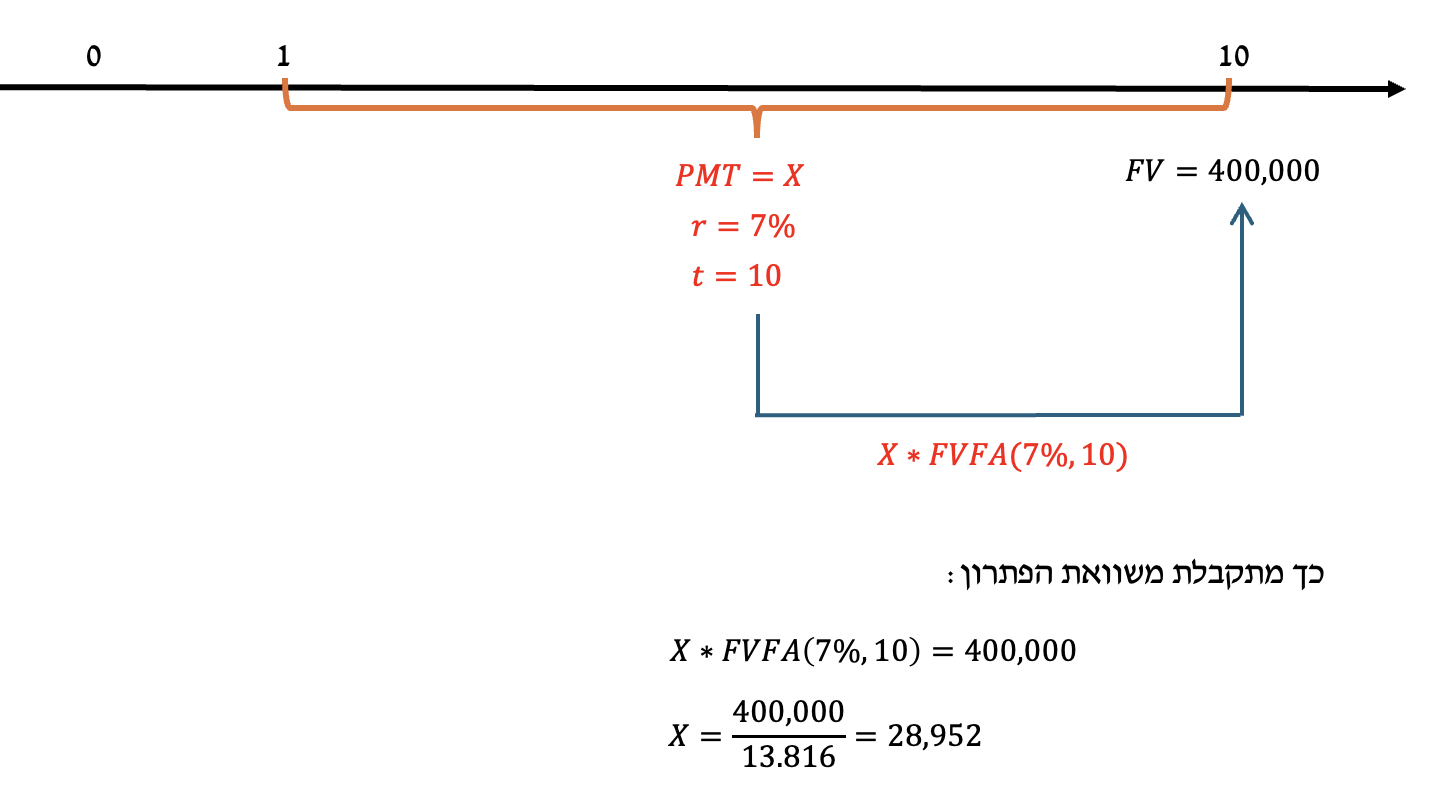 0 1 10
PMT = X
FV = 400,000
r = 7%
t = 10
X ∗ FVFA(7%, 10)
כך מתקבלת משוואת הפתרון:
X ∗ FVFA(7%, 10) = 400,000
X = 400,000 / 13.816 = 28,952